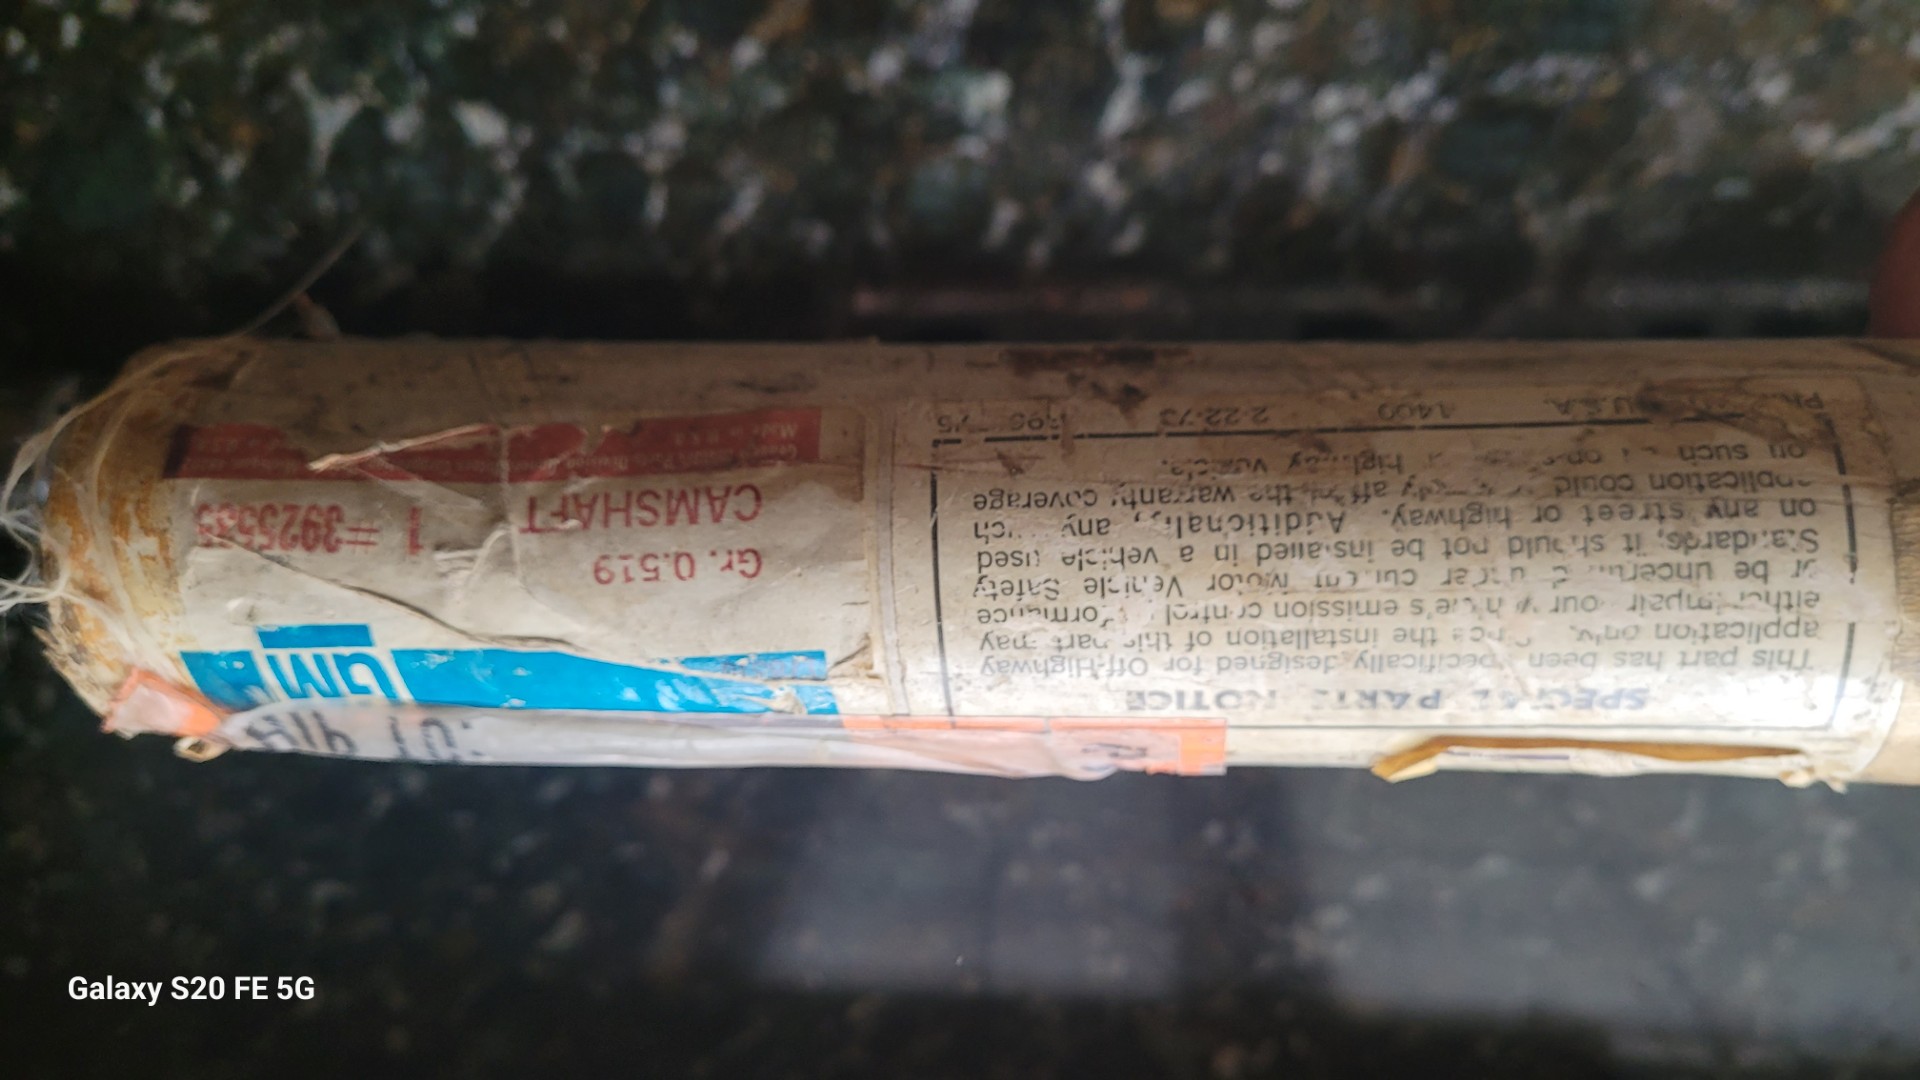 SPECIAL PARTS NOTICE
This part has been specifically designed for Off-Highway
application only. Since the installation of this part may
either impair your vehicle's emission control performance
or be uncertified under current Motor Vehicle Safety
Standards, it should not be installed in a vehicle used
on any street or highway. Additionally, any such
application could affect the warranty coverage
on such highway vehicle.
U.S.A. 1400 2-22-73
GM
Gr. 0.519
CAMSHAFT
1
Made in U.S.A.
Galaxy S20 FE 5G